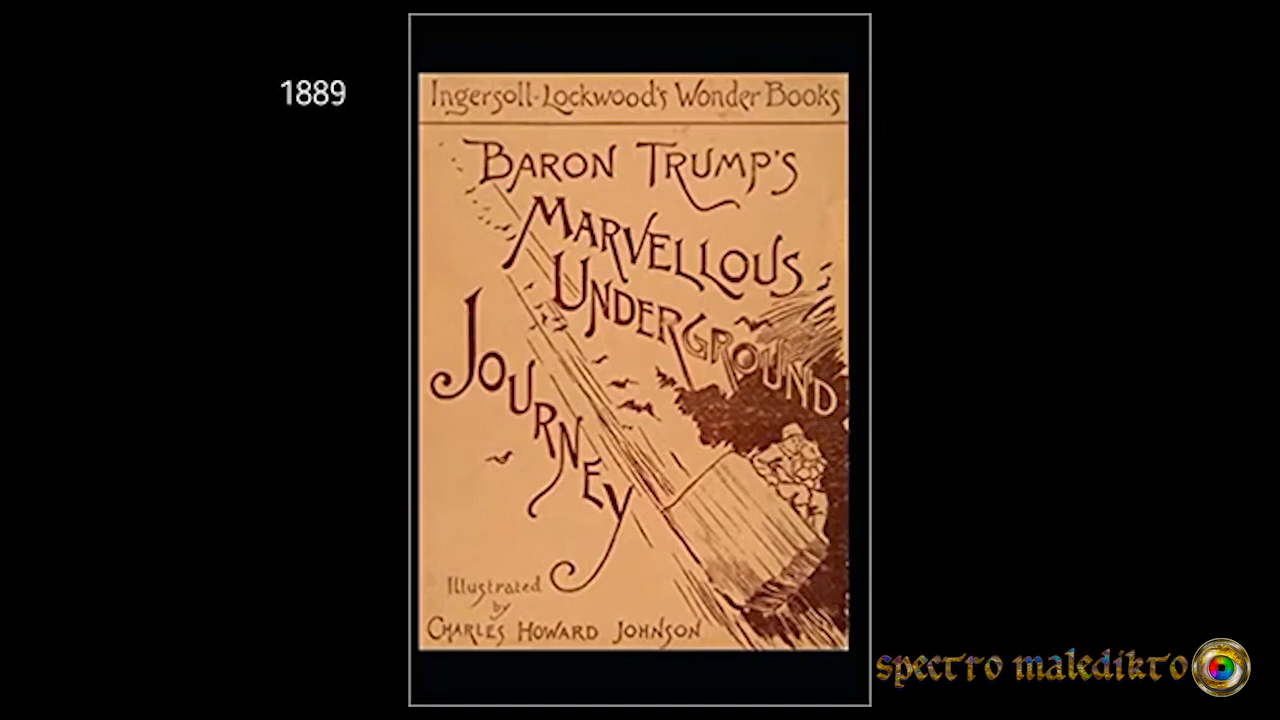 1889
Ingersoll-Lockwood's Wonder Books
BARON TRUMP'S
MARVELLOUS
UNDERGROUND
JOURNEY
Illustrated
by
CHARLES HOWARD JOHNSON
spectro maledikto